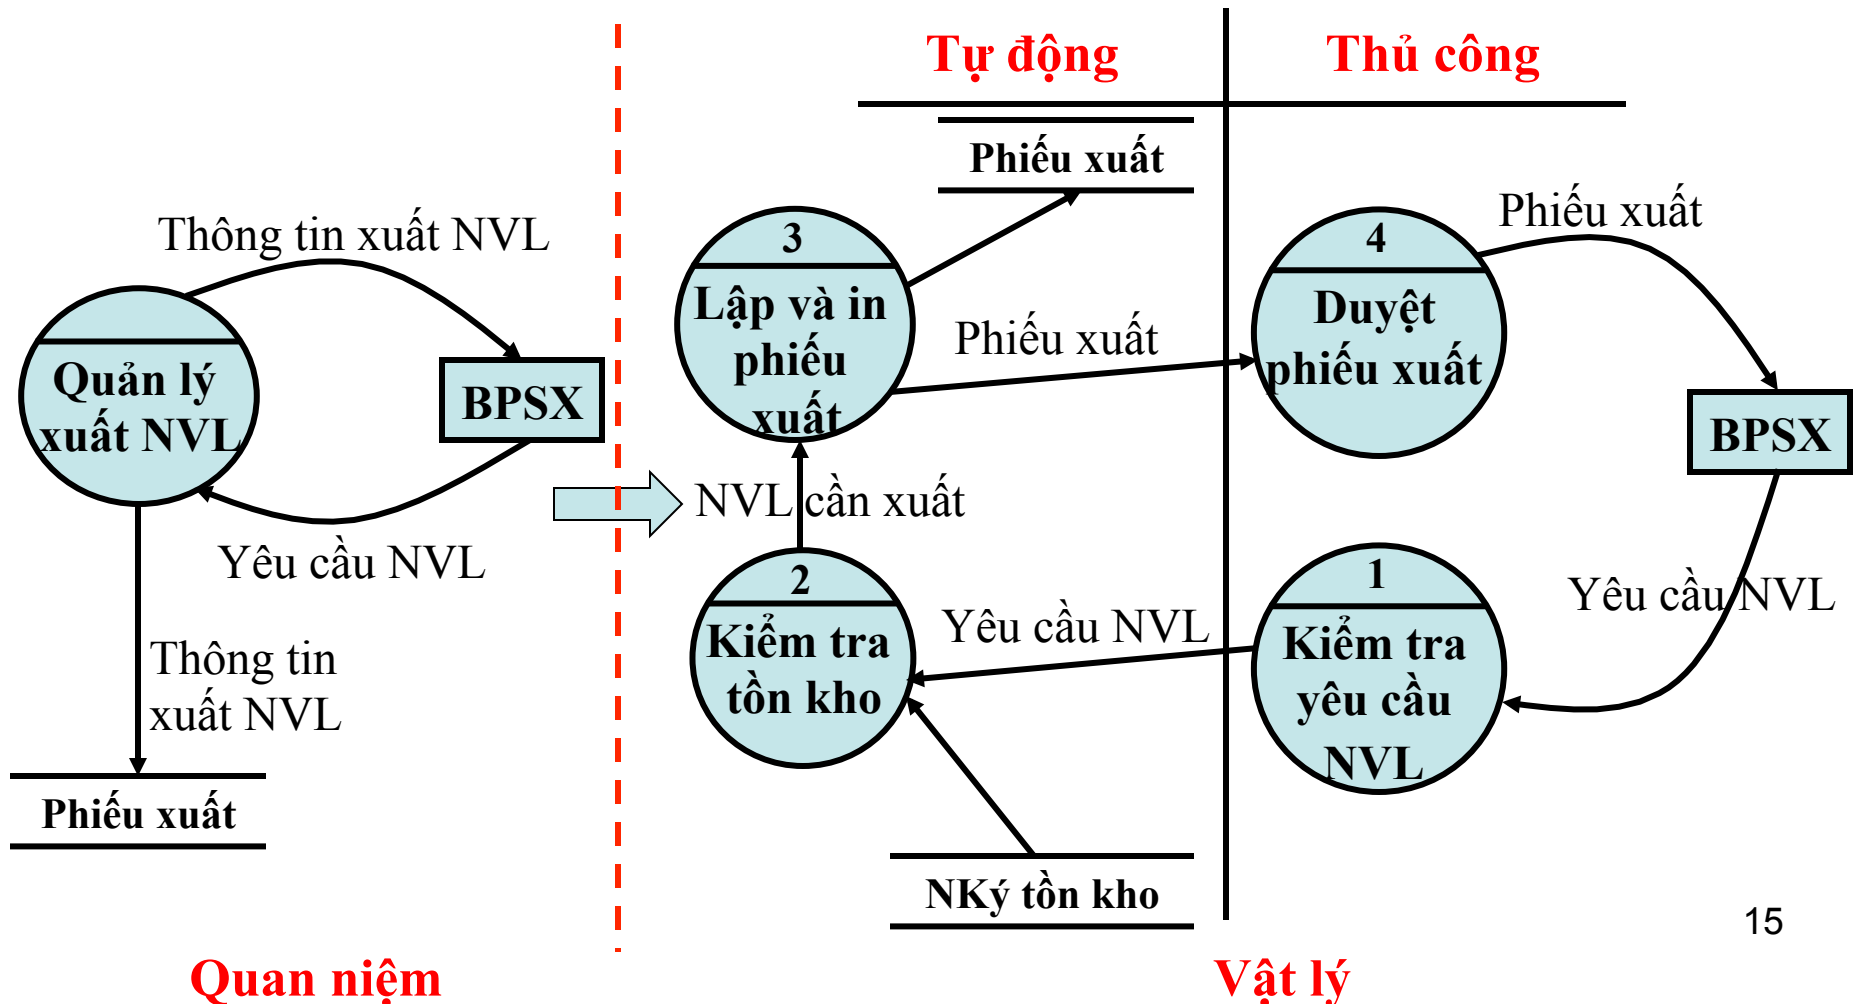 Tự động
Thủ công
Phiếu xuất
Thông tin xuất NVL
Quản lý
xuất NVL
BPSX
Yêu cầu NVL
Thông tin
xuất NVL
Phiếu xuất
3
Lập và in
phiếu
xuất
Phiếu xuất
4
Duyệt
phiếu xuất
Phiếu xuất
BPSX
NVL cần xuất
2
Kiểm tra
tồn kho
Yêu cầu NVL
1
Kiểm tra
yêu cầu
NVL
Yêu cầu NVL
NKý tồn kho
15
Quan niệm
Vật lý